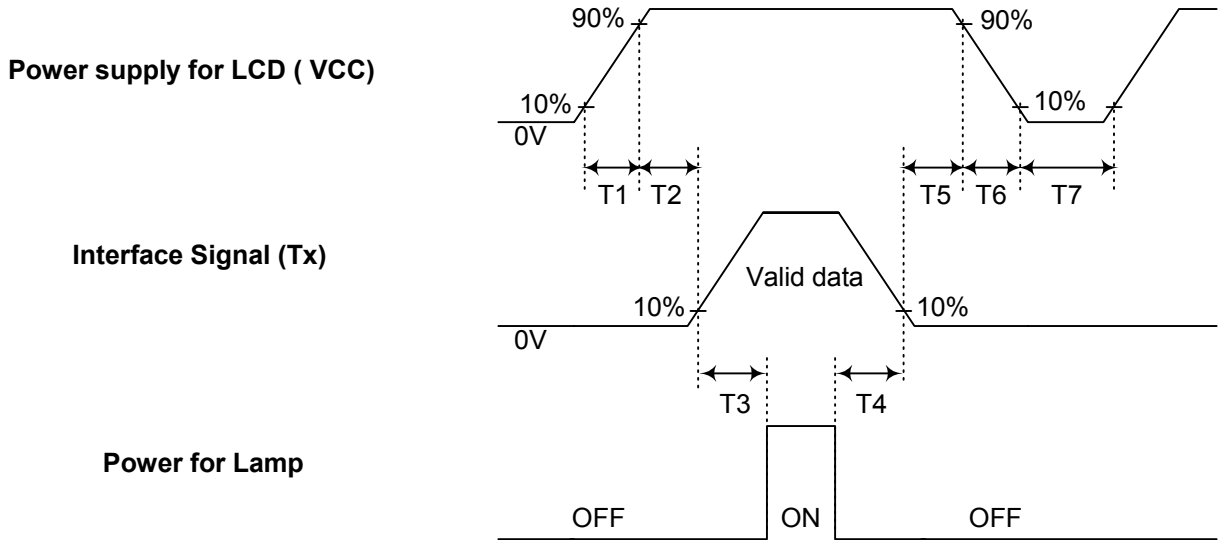 90%
90%
Power supply for LCD ( VCC)
10%
10%
0V
T1 T2 T5 T6 T7
Interface Signal (Tx)
Valid data
10%
10%
0V
T3 T4
Power for Lamp
OFF ON OFF